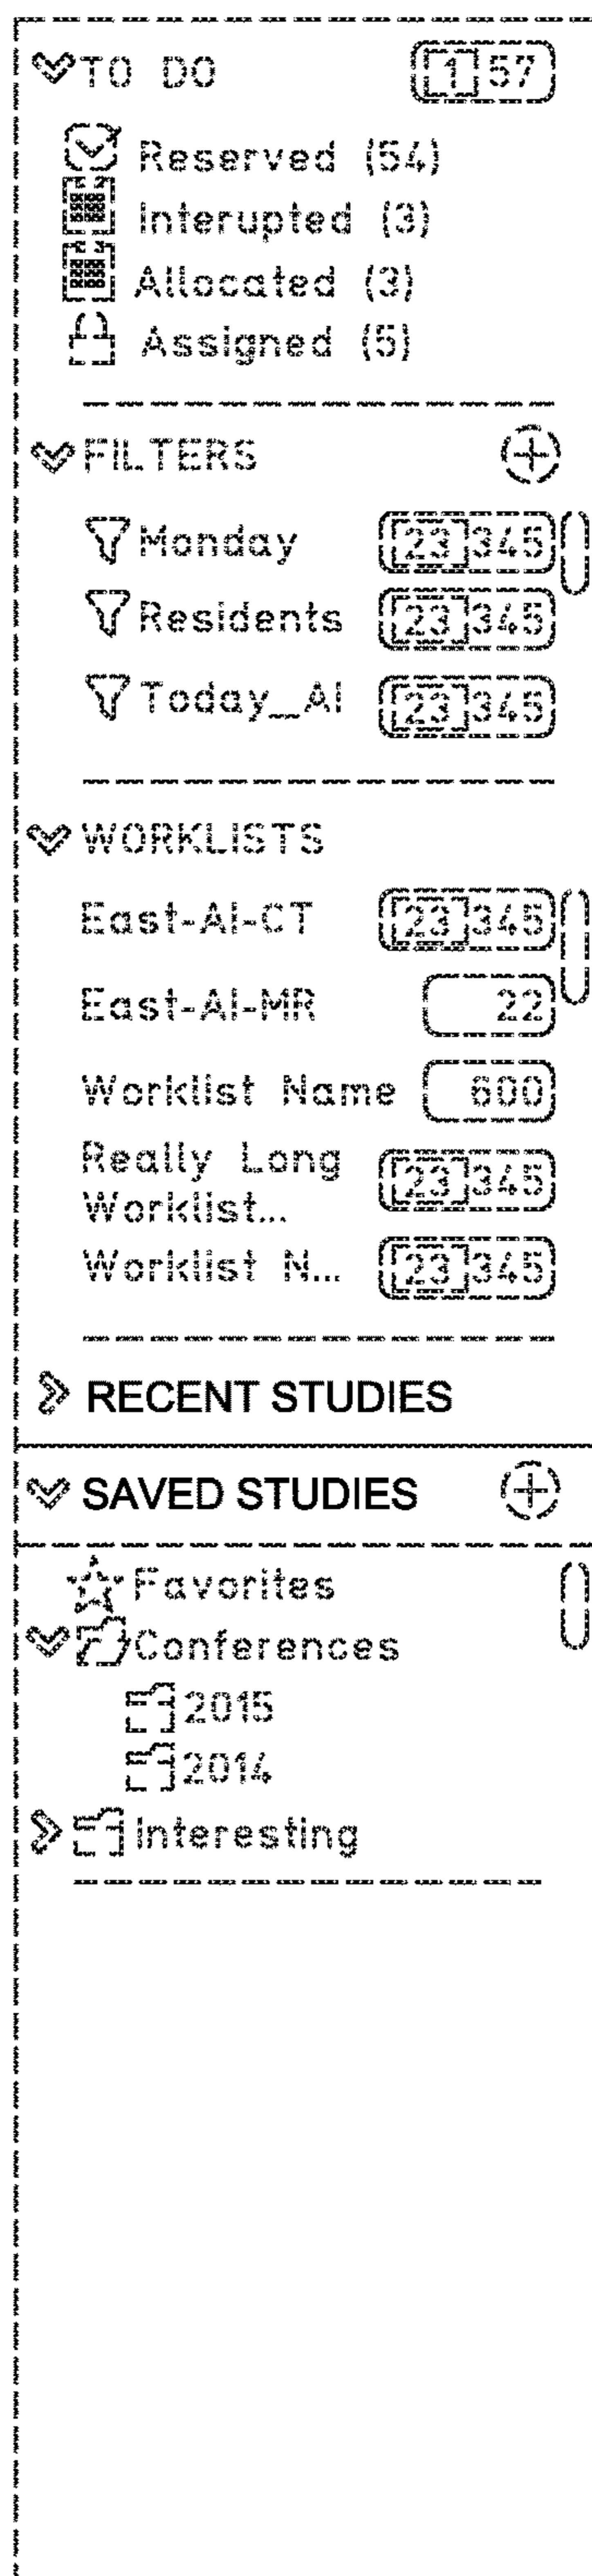 TO DO 1 57
Reserved (54)
Interupted (3)
Allocated (3)
Assigned (5)
FILTERS
Monday 23 345
Residents 23 345
Today_AI 23 345
WORKLISTS
East-AI-CT 23 345
East-AI-MR 22
Worklist Name 600
Really Long
Worklist... 23 345
Worklist N... 23 345
RECENT STUDIES
SAVED STUDIES
Favorites
Conferences
2015
2014
Interesting